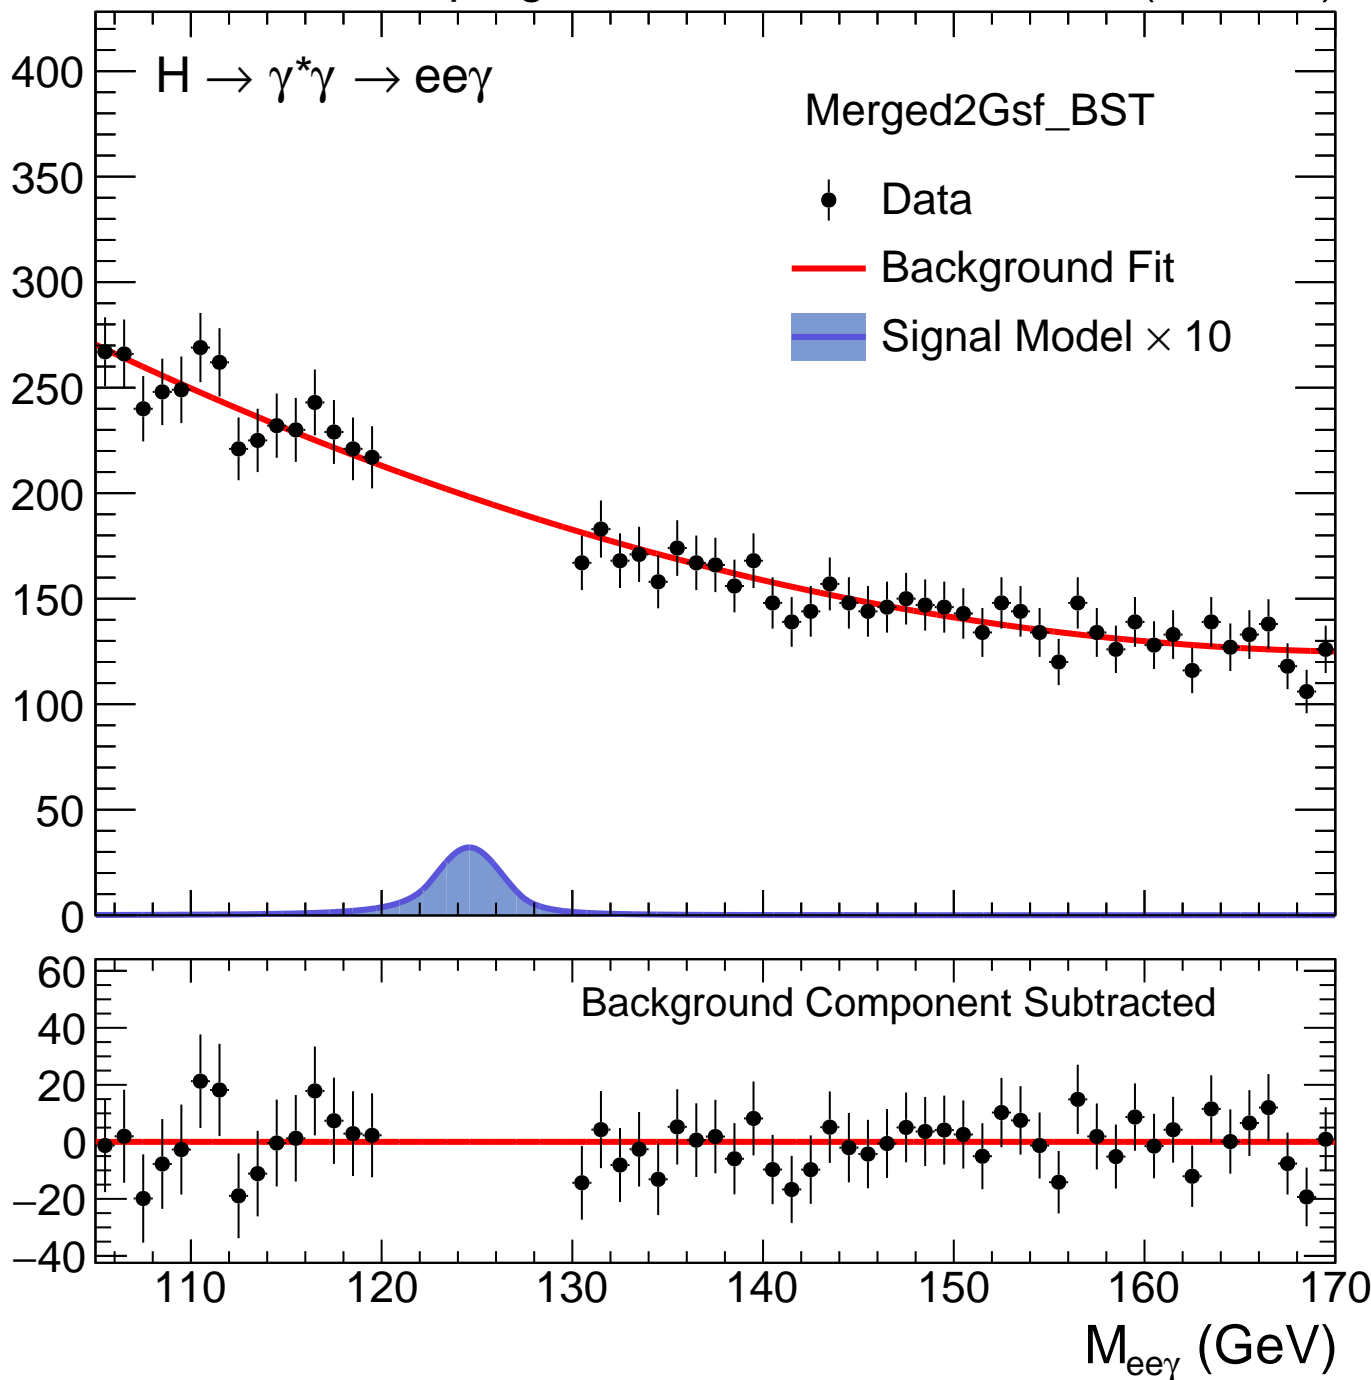 H → γ*γ → eeγ
Merged2Gsf_BST
Data
Background Fit
Signal Model × 10
400
350
300
250
200
150
100
50
0
Background Component Subtracted
60
40
20
0
−20
−40
110 120 130 140 150 160 170
M_eeγ (GeV)